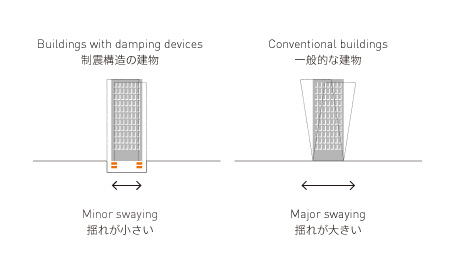 Buildings with damping devices
制震構造の建物
Conventional buildings
一般的な建物
Minor swaying
揺れが小さい
Major swaying
揺れが大きい